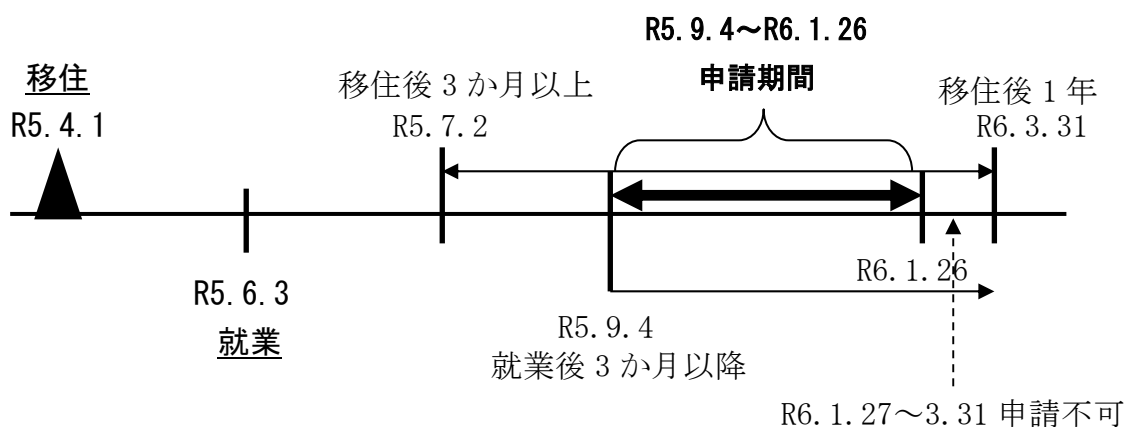 R5.9.4～R6.1.26
申請期間
移住
R5.4.1
移住後3か月以上
R5.7.2
移住後1年
R6.3.31
R5.6.3
就業
R6.1.26
R5.9.4
就業後3か月以降
R6.1.27～3.31申請不可